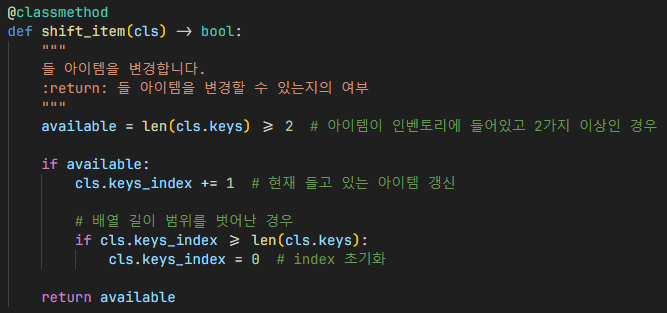 @classmethod
def shift_item(cls) -> bool:
    """
    들 아이템을 변경합니다.
    :return: 들 아이템을 변경할 수 있는지의 여부
    """
    available = len(cls.keys) >= 2  # 아이템이 인벤토리에 들어있고 2가지 이상인 경우

    if available:
        cls.keys_index += 1  # 현재 들고 있는 아이템 갱신

        # 배열 길이 범위를 벗어난 경우
        if cls.keys_index >= len(cls.keys):
            cls.keys_index = 0  # index 초기화

    return available